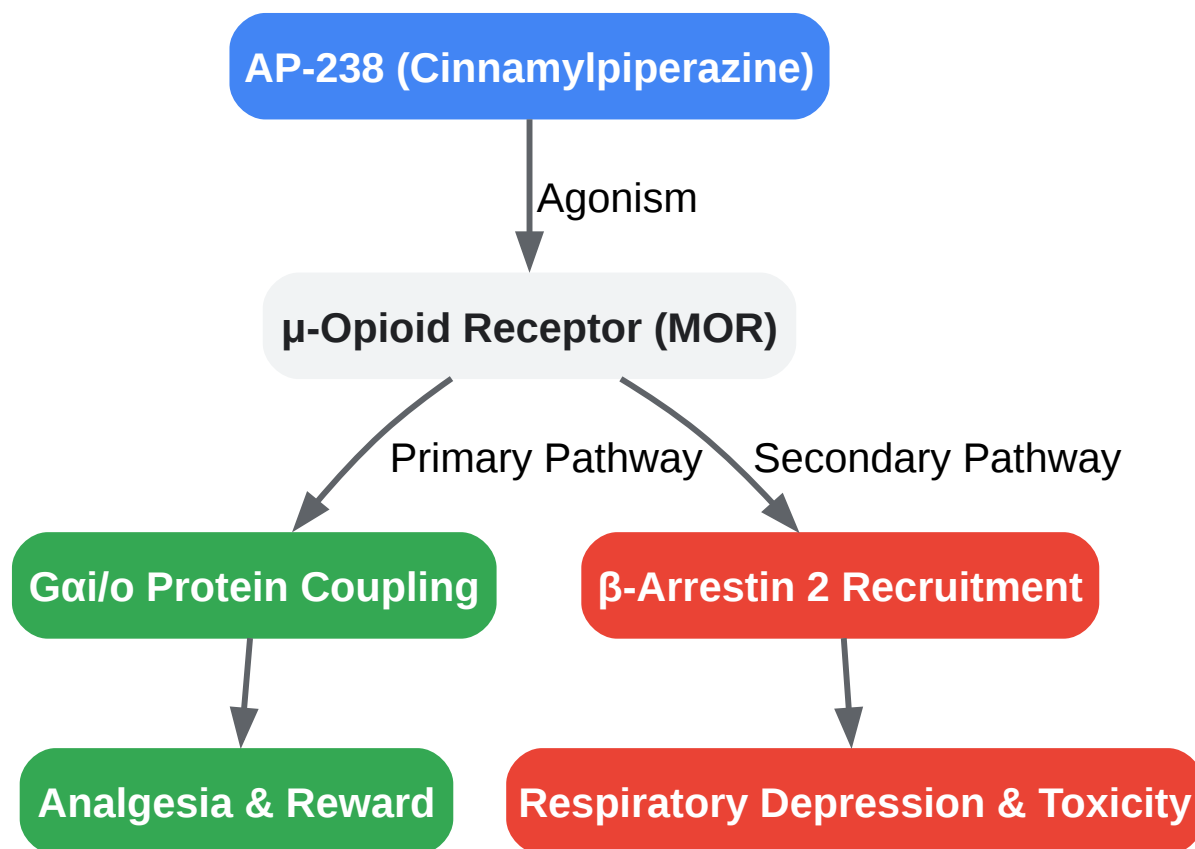 AP-238 (Cinnamylpiperazine)
Agonism
μ-Opioid Receptor (MOR)
Primary Pathway
Secondary Pathway
Gαi/o Protein Coupling
β-Arrestin 2 Recruitment
Analgesia & Reward
Respiratory Depression & Toxicity